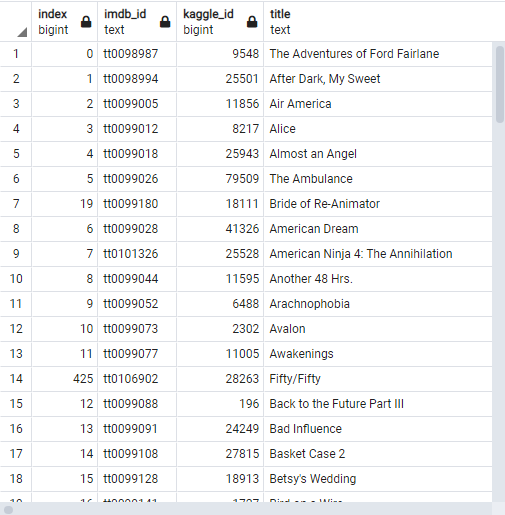 index imdb_id kaggle_id title
bigint text bigint text
1 0 tt0098987 9548 The Adventures of Ford Fairlane
2 1 tt0098994 25501 After Dark, My Sweet
3 2 tt0099005 11856 Air America
4 3 tt0099012 8217 Alice
5 4 tt0099018 25943 Almost an Angel
6 5 tt0099026 79509 The Ambulance
7 19 tt0099180 18111 Bride of Re-Animator
8 6 tt0099028 41326 American Dream
9 7 tt0101326 25528 American Ninja 4: The Annihilation
10 8 tt0099044 11595 Another 48 Hrs.
11 9 tt0099052 6488 Arachnophobia
12 10 tt0099073 2302 Avalon
13 11 tt0099077 11005 Awakenings
14 425 tt0106902 28263 Fifty/Fifty
15 12 tt0099088 196 Back to the Future Part III
16 13 tt0099091 24249 Bad Influence
17 14 tt0099108 27815 Basket Case 2
18 15 tt0099128 18913 Betsy's Wedding